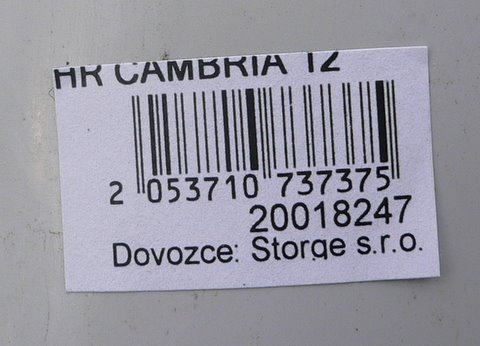 HR CAMBRIA 12
2 053710 737375
20018247
Dovozce: Storge s.r.o.